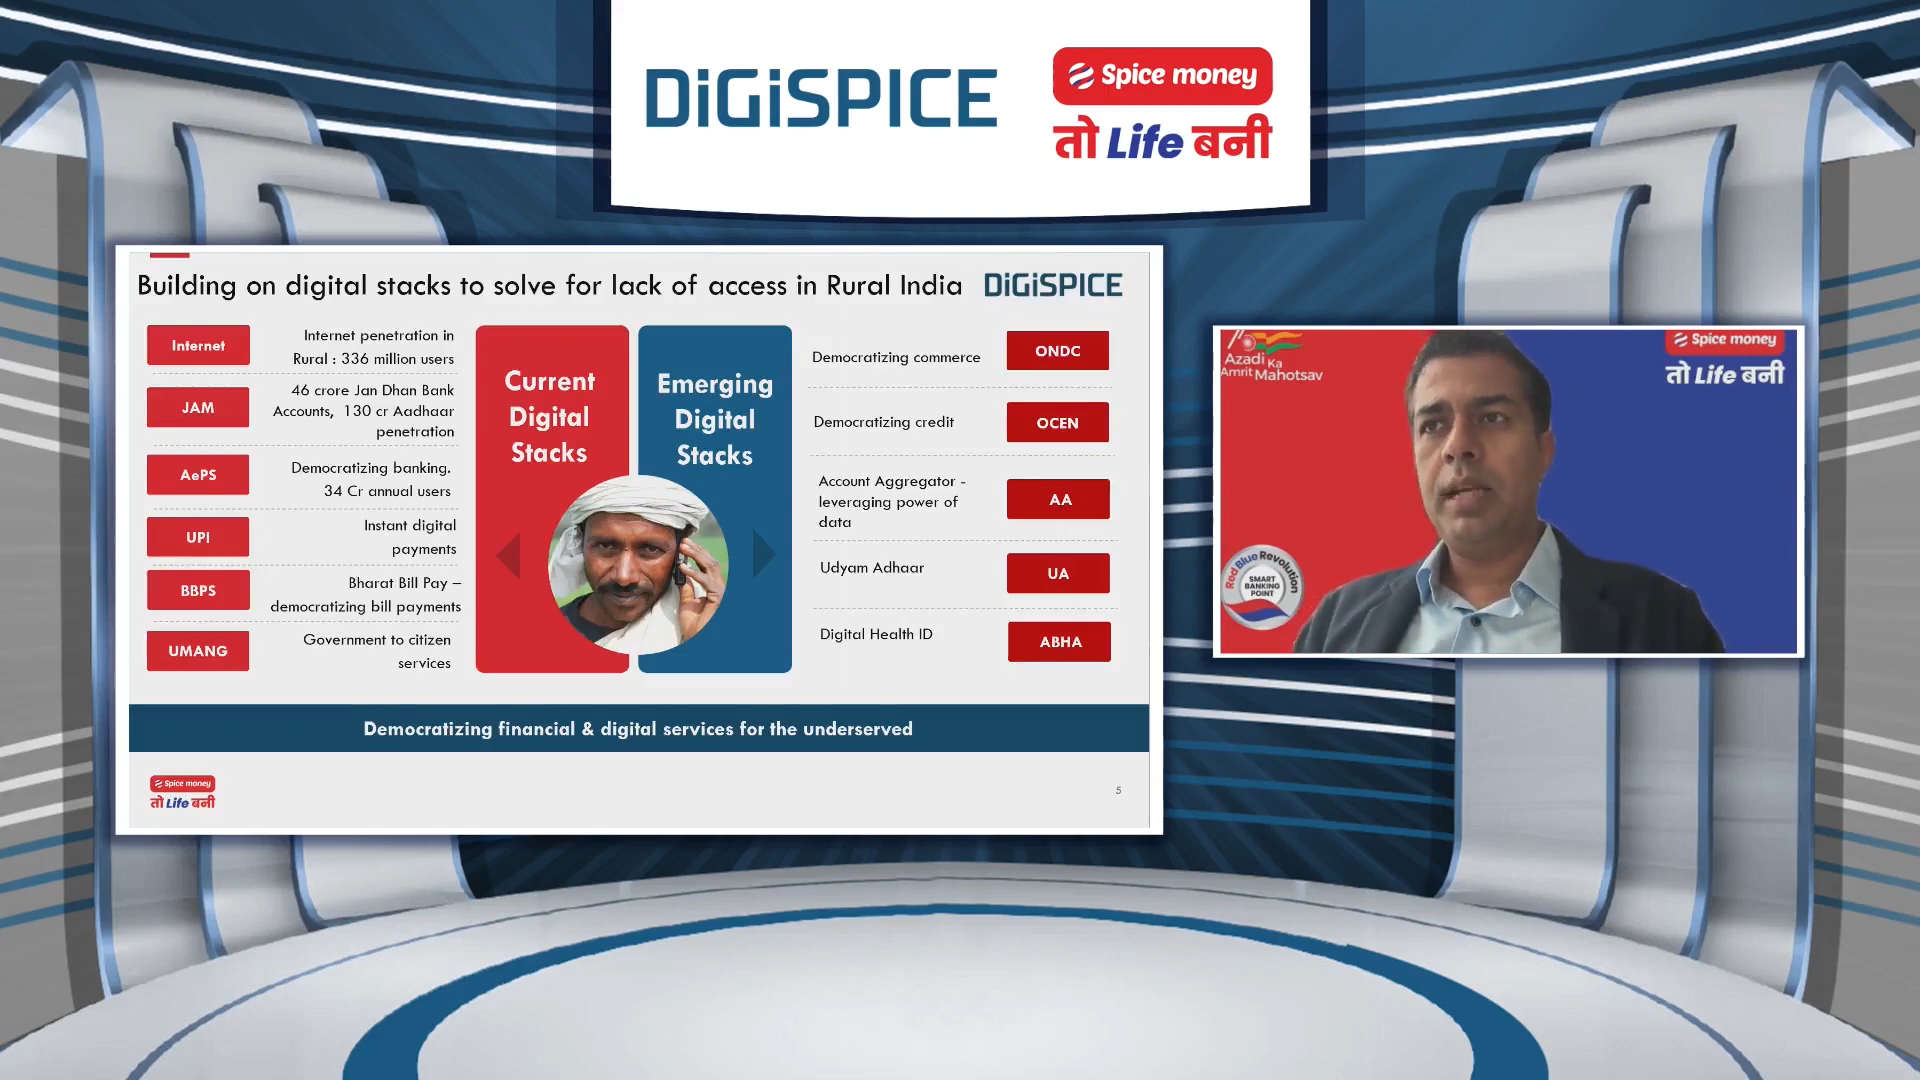 DiGiSPICE
Spice money
तो Life बनी
Building on digital stacks to solve for lack of access in Rural India
DiGiSPICE
Internet
Internet penetration in
Rural : 336 million users
JAM
46 crore Jan Dhan Bank
Accounts, 130 cr Aadhaar
penetration
AePS
Democratizing banking.
34 Cr annual users
UPI
Instant digital
payments
BBPS
Bharat Bill Pay –
democratizing bill payments
UMANG
Government to citizen
services
Current
Digital
Stacks
Emerging
Digital
Stacks
Democratizing commerce
ONDC
Democratizing credit
OCEN
Account Aggregator -
leveraging power of
data
AA
Udyam Adhaar
UA
Digital Health ID
ABHA
Democratizing financial & digital services for the underserved
Spice money
तो Life बनी
5
Azadi
Ka
Amrit Mahotsav
Spice money
तो Life बनी
Red Blue Revolution
SMART
BANKING
POINT